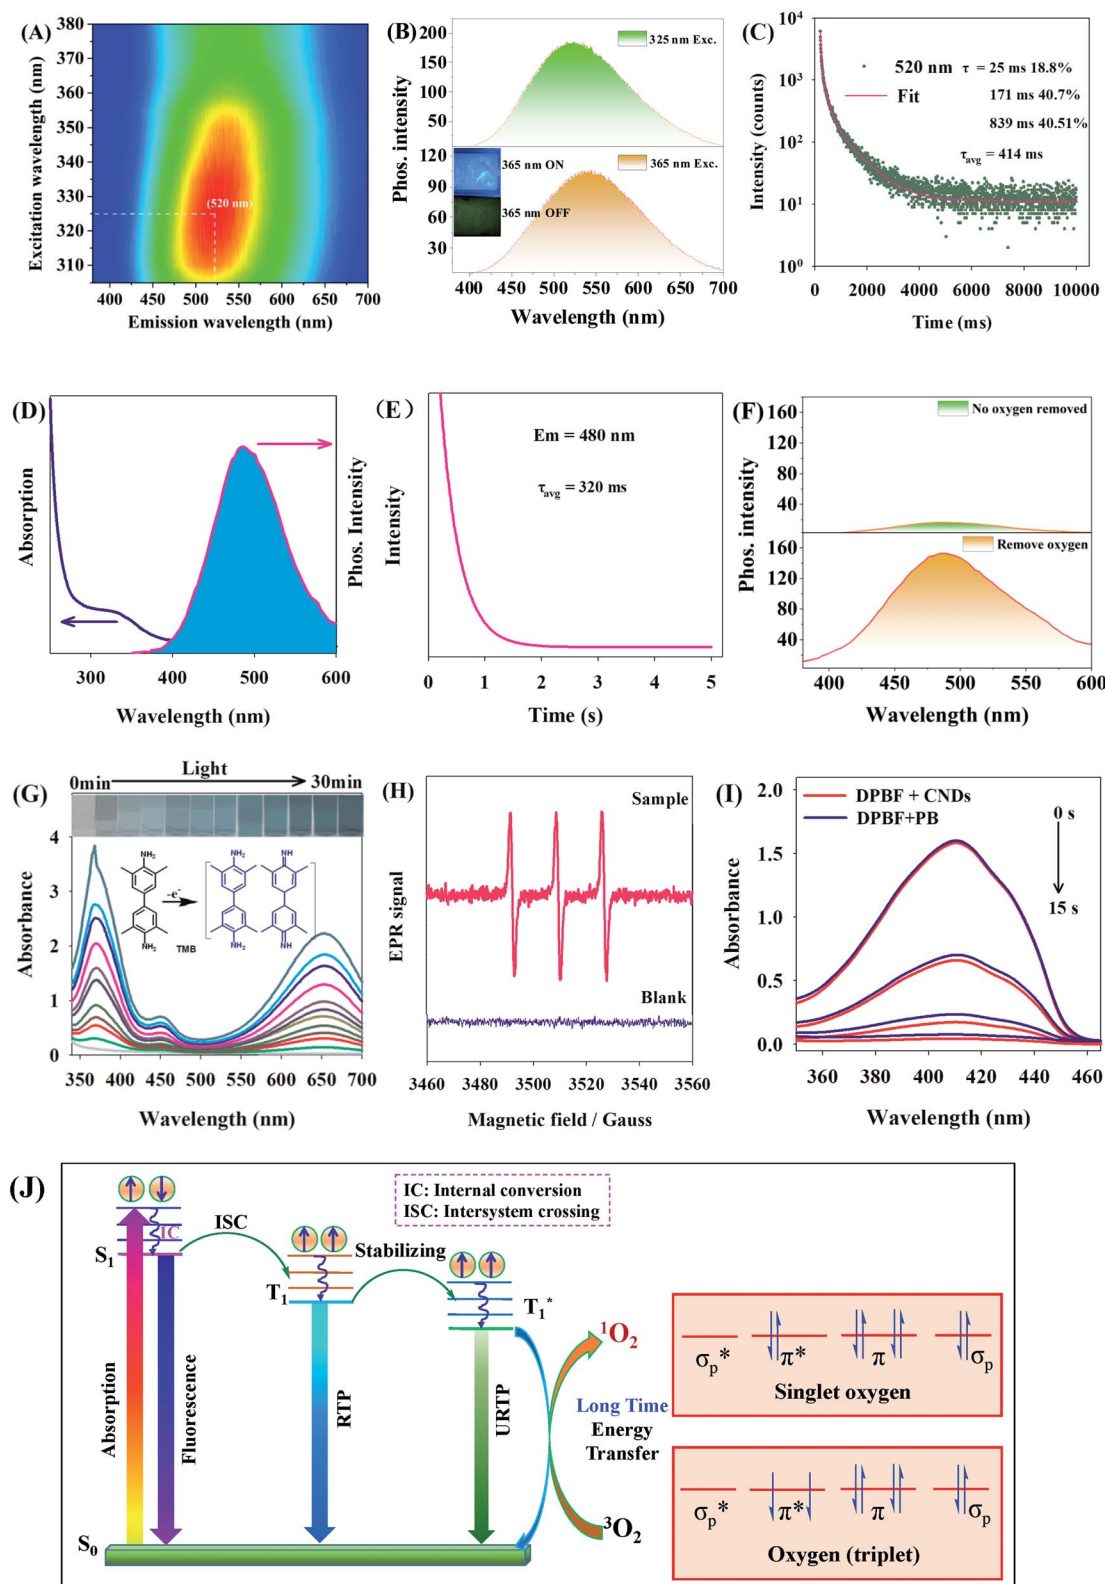 (A)
380
370
360
350
340
330
320
310
Excitation wavelength (nm)
(520 nm)
400 450 500 550 600 650 700
Emission wavelength (nm)
(B)
200
150
100
50
325 nm Exc.
Phos. intensity
120
90
60
30
365 nm ON
365 nm OFF
365 nm Exc.
400 450 500 550 600 650 700
Wavelength (nm)
(C)
10⁴
10³
10²
10¹
10⁰
Intensity (counts)
520 nm τ = 25 ms 18.8%
Fit 171 ms 40.7%
839 ms 40.51%
τavg = 414 ms
0 2000 4000 6000 8000 10000
Time (ms)
(D)
Absorption
Phos. Intensity
300 400 500 600
Wavelength (nm)
(E)
Intensity
Em = 480 nm
τavg = 320 ms
0 1 2 3 4 5
Time (s)
(F)
160
120
80
40
No oxygen removed
Phos. intensity
160
120
80
40
Remove oxygen
400 450 500 550 600
Wavelength (nm)
(G)
Light
0min 30min
4
3
2
1
0
Absorbance
NH₂
NH₂
TMB
-e⁻
NH₂ NH
NH₂ NH
350 400 450 500 550 600 650 700
Wavelength (nm)
(H)
Sample
EPR signal
Blank
3460 3480 3500 3520 3540 3560
Magnetic field / Gauss
(I)
2.0
1.5
1.0
0.5
0.0
Absorbance
DPBF + CNDs
DPBF+PB
0 s
15 s
360 380 400 420 440 460
Wavelength (nm)
(J)
IC: Internal conversion
ISC: Intersystem crossing
IC
ISC
S₁
Stabilizing
T₁
T₁*
Absorption
Fluorescence
RTP
URTP
¹O₂
Long Time
Energy
Transfer
³O₂
S₀
σp* π* π σp
Singlet oxygen
σp* π* π σp
Oxygen (triplet)